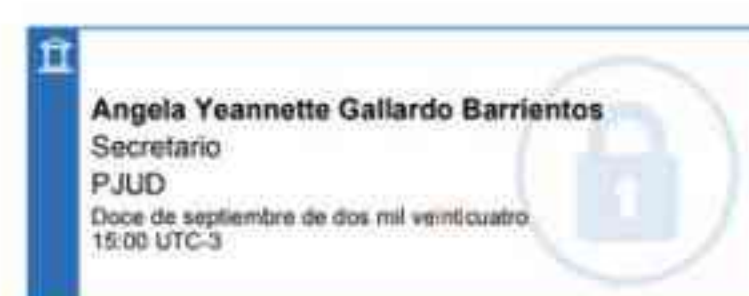 Angela Yeannette Gallardo Barrientos
Secretario
PJUD
Doce de septiembre de dos mil veinticuatro
15:00 UTC-3